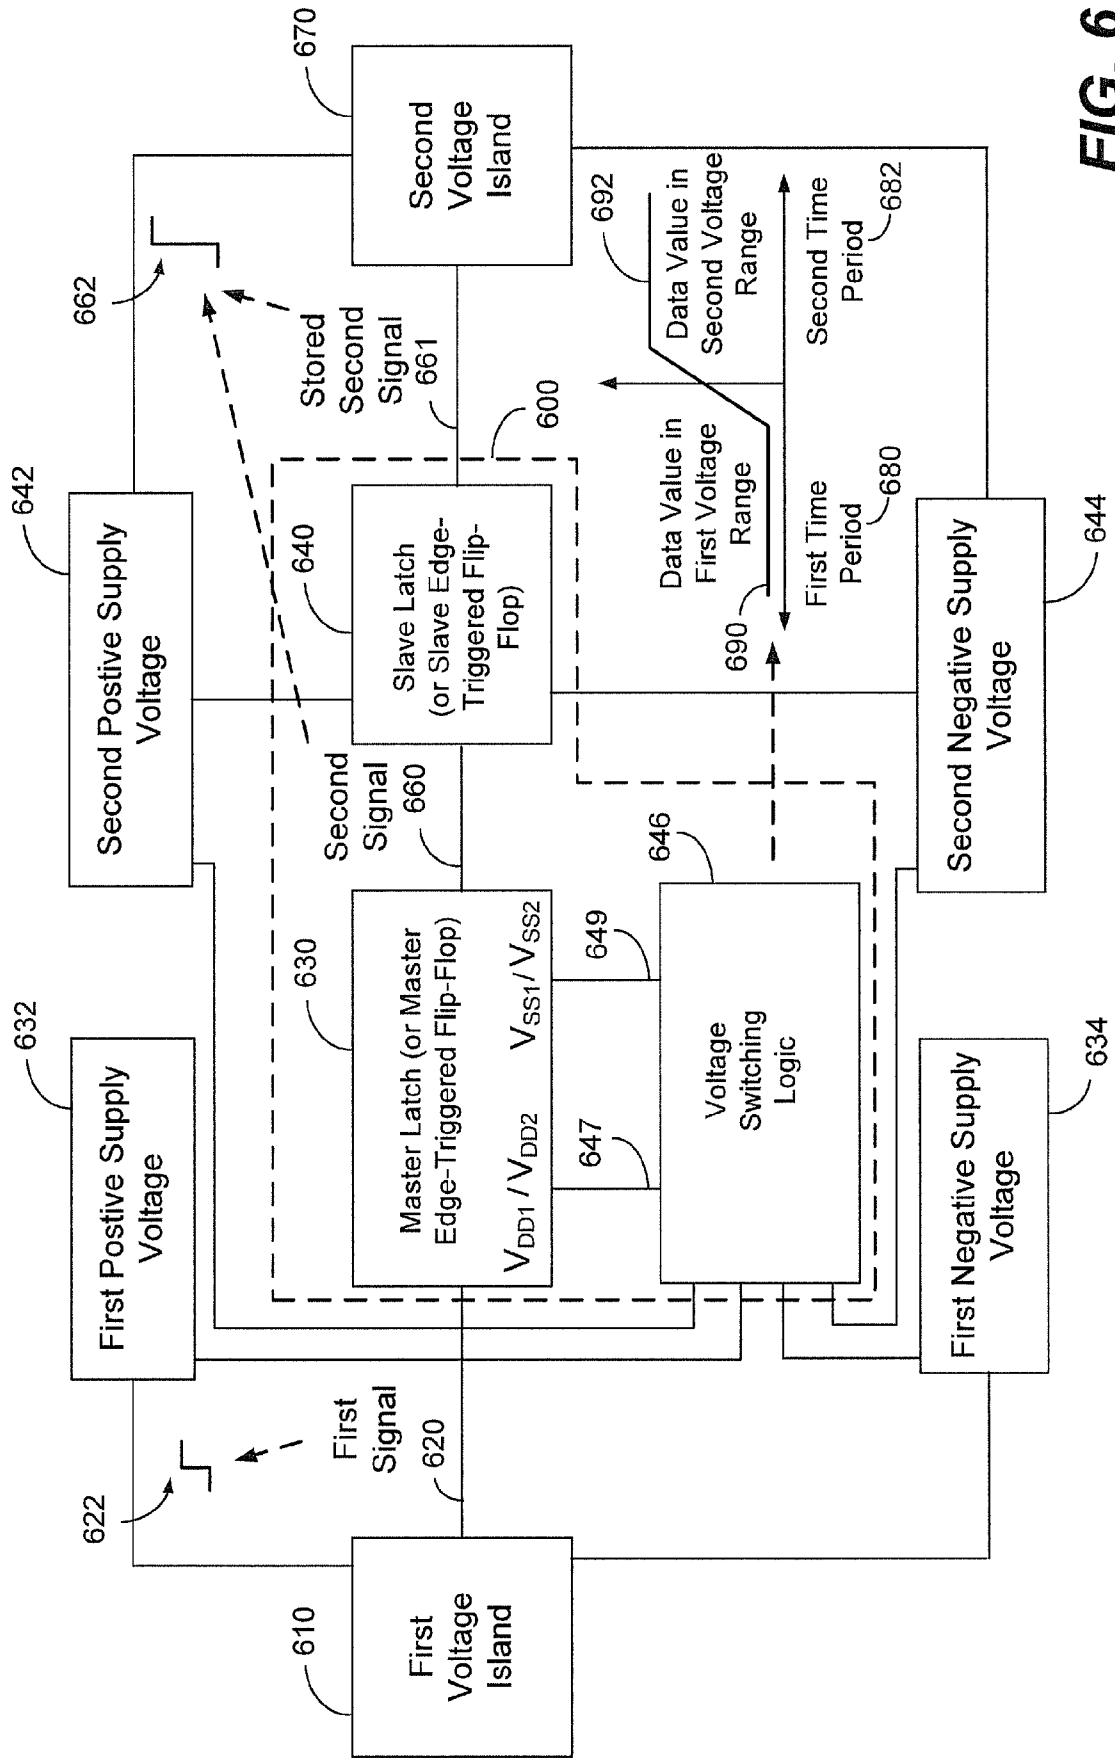 632
First Postive Supply
Voltage
642
Second Postive Supply
Voltage
622
662
First
Signal
620
610
First
Voltage
Island
630
Master Latch (or Master
Edge-Triggered Flip-Flop)
VDD1 / VDD2
VSS1 / VSS2
Second
Signal
660
640
Slave Latch
(or Slave Edge-
Triggered Flip-
Flop)
Stored
Second
Signal
661
600
670
Second
Voltage
Island
647
649
646
Voltage
Switching
Logic
690
Data Value in
First Voltage
Range
692
Data Value in
Second Voltage
Range
First Time
Period
680
Second Time
Period
682
First Negative Supply
Voltage
634
Second Negative Supply
Voltage
644
FIG. 6